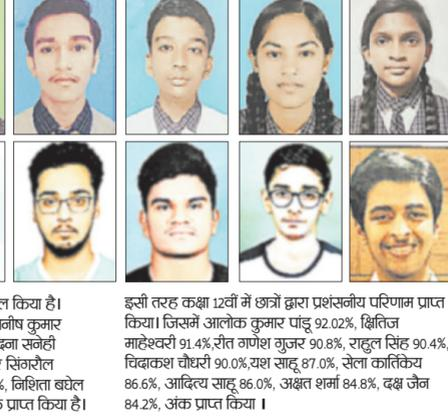 ल किया है।
नीष कुमार
दना सनेही
सिंगरौल
%, निशिता बघेल
प्राप्त किया है।
इसी तरह कक्षा 12वीं में छात्रों द्वारा प्रशंसनीय परिणाम प्राप्त
किया। जिसमें आलोक कुमार पांडू 92.02%, क्षितिज
माहेश्वरी 91.4%,रीत गणेश गुजर 90.8%, राहुल सिंह 90.4%,
चिदाकश चौधरी 90.0%,यश साहू 87.0%, सेला कार्तिकेय
86.6%, आदित्य साहू 86.0%, अक्षत शर्मा 84.8%, दक्ष जैन
84.2%, अंक प्राप्त किया ।